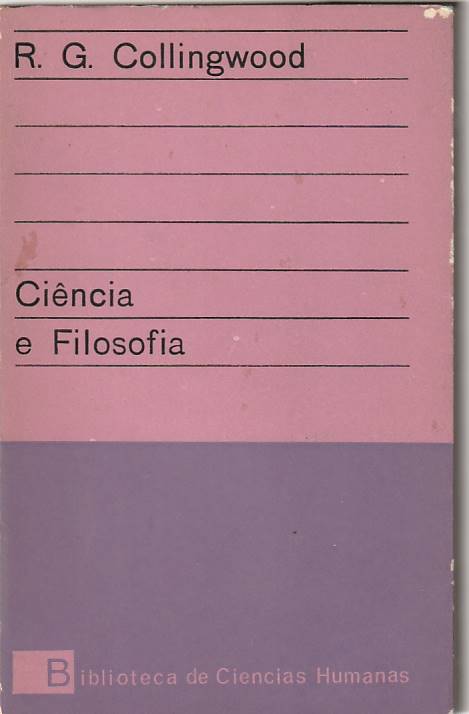 R. G. Collingwood
Ciência
e Filosofia
Biblioteca de Ciencias Humanas